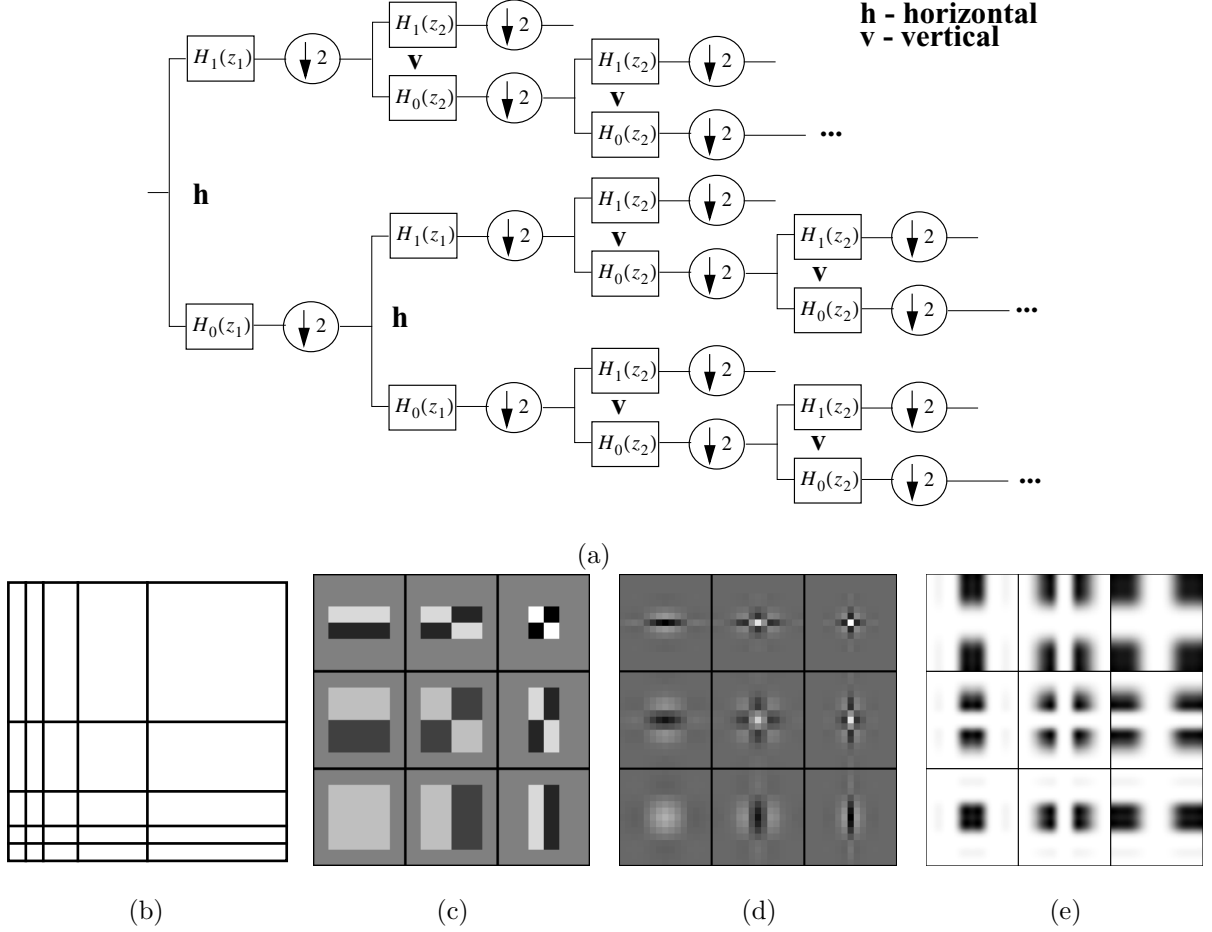 h - horizontal
v - vertical
H₁(z₂) 2
H₁(z₁) 2 v
H₀(z₂) 2 H₁(z₂) 2
v
H₀(z₂) 2 ...
h
H₁(z₂) 2
H₁(z₁) 2 v H₁(z₂) 2
H₀(z₂) 2 v
H₀(z₁) 2 h H₀(z₂) 2 ...
H₁(z₂) 2
H₀(z₁) 2 v H₁(z₂) 2
H₀(z₂) 2 v
H₀(z₂) 2 ...
(a)
(b) (c) (d) (e)